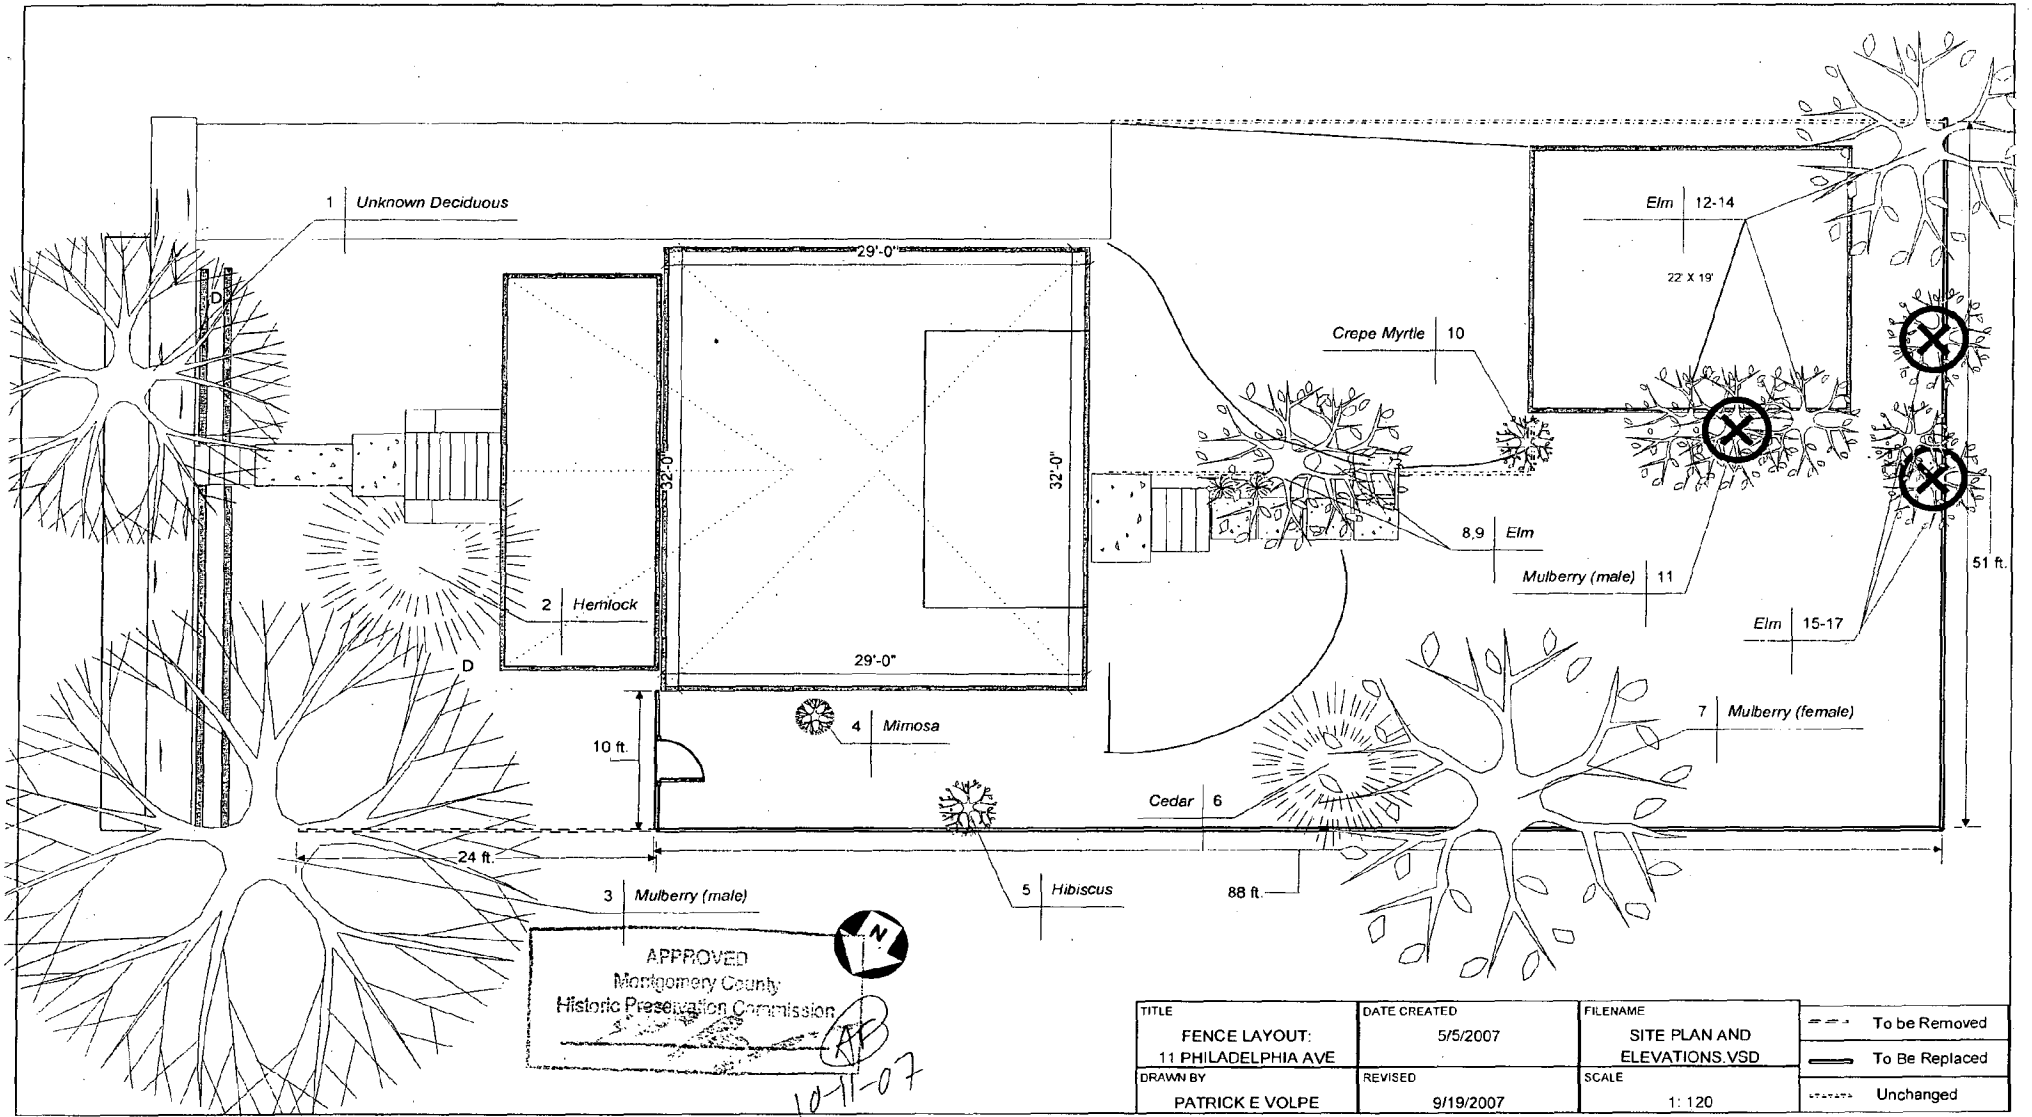 1 Unknown Deciduous
29'-0"
Elm 12-14
22' X 19'
D
Crepe Myrtle 10
32'-0"
32'-0"
8,9 Elm
51 ft.
Mulberry (male) 11
2 Hemlock
Elm 15-17
D
29'-0"
7 Mulberry (female)
4 Mimosa
10 ft.
Cedar 6
24 ft.
5 Hibiscus
88 ft.
3 Mulberry (male)
N
APPROVED
Montgomery County
Historic Preservation Commission
AF
10-11-07
TITLE
FENCE LAYOUT:
11 PHILADELPHIA AVE
DATE CREATED
5/5/2007
FILENAME
SITE PLAN AND
ELEVATIONS.VSD
To be Removed
To Be Replaced
DRAWN BY
PATRICK E VOLPE
REVISED
9/19/2007
SCALE
1: 120
Unchanged